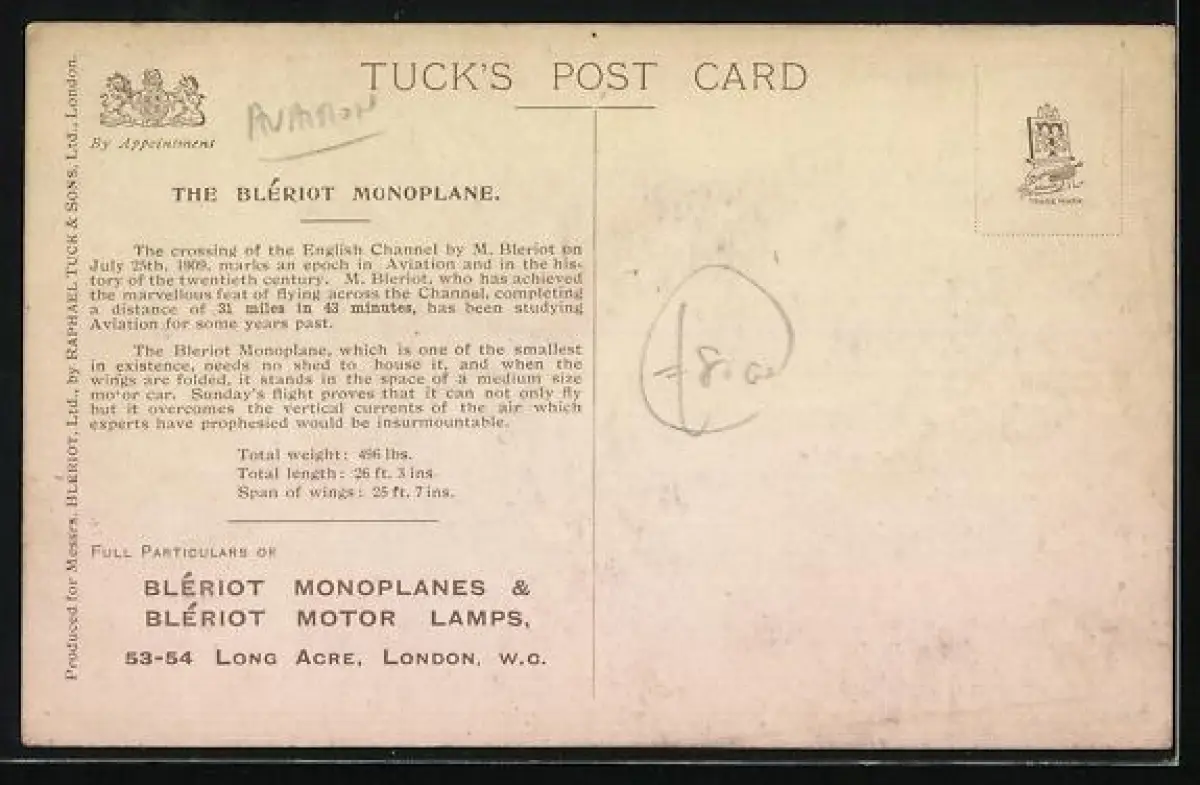 TUCK'S POST CARD
By Appointment
AVIATION
THE BLÉRIOT MONOPLANE.
The crossing of the English Channel by M. Bleriot on
July 25th, 1909, marks an epoch in Aviation and in the his-
tory of the twentieth century. M. Bleriot, who has achieved
the marvellous feat of flying across the Channel, completing
a distance of 31 miles in 43 minutes, has been studying
Aviation for some years past.
The Bleriot Monoplane, which is one of the smallest
in existence, needs no shed to house it, and when the
wings are folded, it stands in the space of a medium size
motor car. Sunday's flight proves that it can not only fly
but it overcomes the vertical currents of the air which
experts have prophesied would be insurmountable.
Total weight: 496 lbs.
Total length: 26 ft. 3 ins
Span of wings: 25 ft. 7 ins.
FULL PARTICULARS OF
BLÉRIOT MONOPLANES &
BLÉRIOT MOTOR LAMPS,
53-54 LONG ACRE, LONDON, W.C.
Produced for Messrs. BLÉRIOT, Ltd., by RAPHAEL TUCK & SONS, Ltd., London.
TRADE MARK